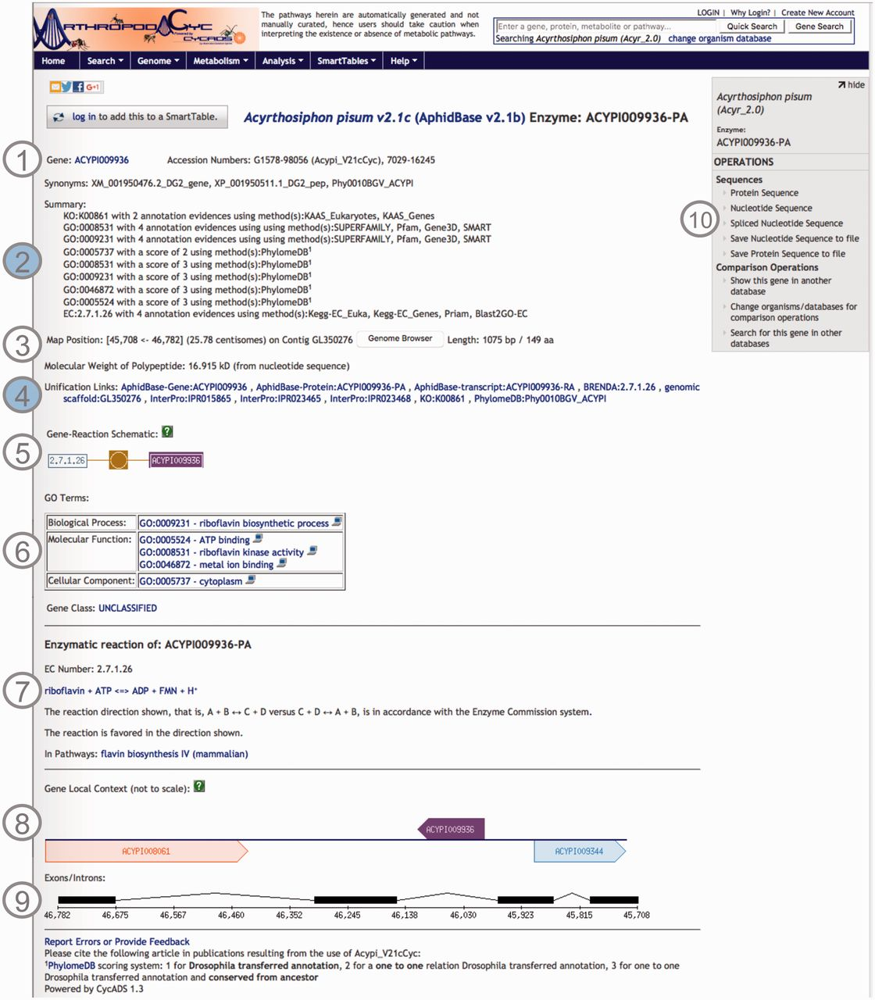 ARTHROPODACYC
Powered by
CYCADS
The pathways herein are automatically generated and not
manually curated, hence users should take caution when
interpreting the existence or absence of metabolic pathways.
LOGIN | Why Login? | Create New Account
Enter a gene, protein, metabolite or pathway... Quick Search Gene Search
Searching Acyrthosiphon pisum (Acyr_2.0) change organism database
Home Search Genome Metabolism Analysis SmartTables Help
G+1
log in to add this to a SmartTable.
Acyrthosiphon pisum v2.1c (AphidBase v2.1b) Enzyme: ACYPI009936-PA
1
Gene: ACYPI009936 Accession Numbers: G1578-98056 (Acypi_V21cCyc), 7029-16245
Synonyms: XM_001950476.2_DG2_gene, XP_001950511.1_DG2_pep, Phy0010BGV_ACYPI
Summary:
KO:K00861 with 2 annotation evidences using method(s):KAAS_Eukaryotes, KAAS_Genes
GO:0008531 with 4 annotation evidences using using method(s):SUPERFAMILY, Pfam, Gene3D, SMART
GO:0009231 with 4 annotation evidences using using method(s):SUPERFAMILY, Pfam, Gene3D, SMART
2
GO:0005737 with a score of 2 using method(s):PhylomeDB¹
GO:0008531 with a score of 3 using method(s):PhylomeDB¹
GO:0009231 with a score of 3 using method(s):PhylomeDB¹
GO:0046872 with a score of 3 using method(s):PhylomeDB¹
GO:0005524 with a score of 3 using method(s):PhylomeDB¹
EC:2.7.1.26 with 4 annotation evidences using method(s):Kegg-EC_Euka, Kegg-EC_Genes, Priam, Blast2GO-EC
3
Map Position: [45,708 <- 46,782] (25.78 centisomes) on Contig GL350276 Genome Browser Length: 1075 bp / 149 aa
Molecular Weight of Polypeptide: 16.915 kD (from nucleotide sequence)
4
Unification Links: AphidBase-Gene:ACYPI009936 , AphidBase-Protein:ACYPI009936-PA , AphidBase-transcript:ACYPI009936-RA , BRENDA:2.7.1.26 , genomic
scaffold:GL350276 , InterPro:IPR015865 , InterPro:IPR023465 , InterPro:IPR023468 , KO:K00861 , PhylomeDB:Phy0010BGV_ACYPI
Gene-Reaction Schematic: ?
5
2.7.1.26 ACYPI009936
GO Terms:
6
Biological Process: GO:0009231 - riboflavin biosynthetic process
Molecular Function: GO:0005524 - ATP binding
GO:0008531 - riboflavin kinase activity
GO:0046872 - metal ion binding
Cellular Component: GO:0005737 - cytoplasm
Gene Class: UNCLASSIFIED
Enzymatic reaction of: ACYPI009936-PA
EC Number: 2.7.1.26
7
riboflavin + ATP <=> ADP + FMN + H⁺
The reaction direction shown, that is, A + B ↔ C + D versus C + D ↔ A + B, is in accordance with the Enzyme Commission system.
The reaction is favored in the direction shown.
In Pathways: flavin biosynthesis IV (mammalian)
Gene Local Context (not to scale): ?
8
ACYPI009936
ACYPI008061 ACYPI009344
Exons/Introns:
9
46,782 46,675 46,567 46,460 46,352 46,245 46,138 46,030 45,923 45,815 45,708
Report Errors or Provide Feedback
Please cite the following article in publications resulting from the use of Acypi_V21cCyc:
¹PhylomeDB scoring system: 1 for Drosophila transferred annotation, 2 for a one to one relation Drosophila transferred annotation, 3 for one to one
Drosophila transferred annotation and conserved from ancestor
Powered by CycADS 1.3
hide
Acyrthosiphon pisum
(Acyr_2.0)
Enzyme:
ACYPI009936-PA
OPERATIONS
Sequences
Protein Sequence
Nucleotide Sequence
10
Spliced Nucleotide Sequence
Save Nucleotide Sequence to file
Save Protein Sequence to file
Comparison Operations
Show this gene in another
database
Change organisms/databases for
comparison operations
Search for this gene in other
databases